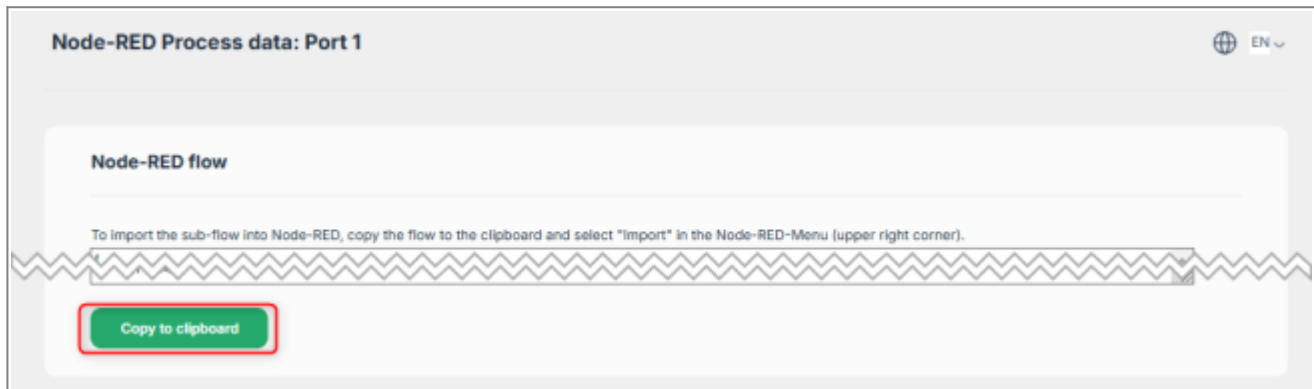 Node-RED Process data: Port 1
EN
Node-RED flow
To import the sub-flow into Node-RED, copy the flow to the clipboard and select "Import" in the Node-RED-Menu (upper right corner).
Copy to clipboard